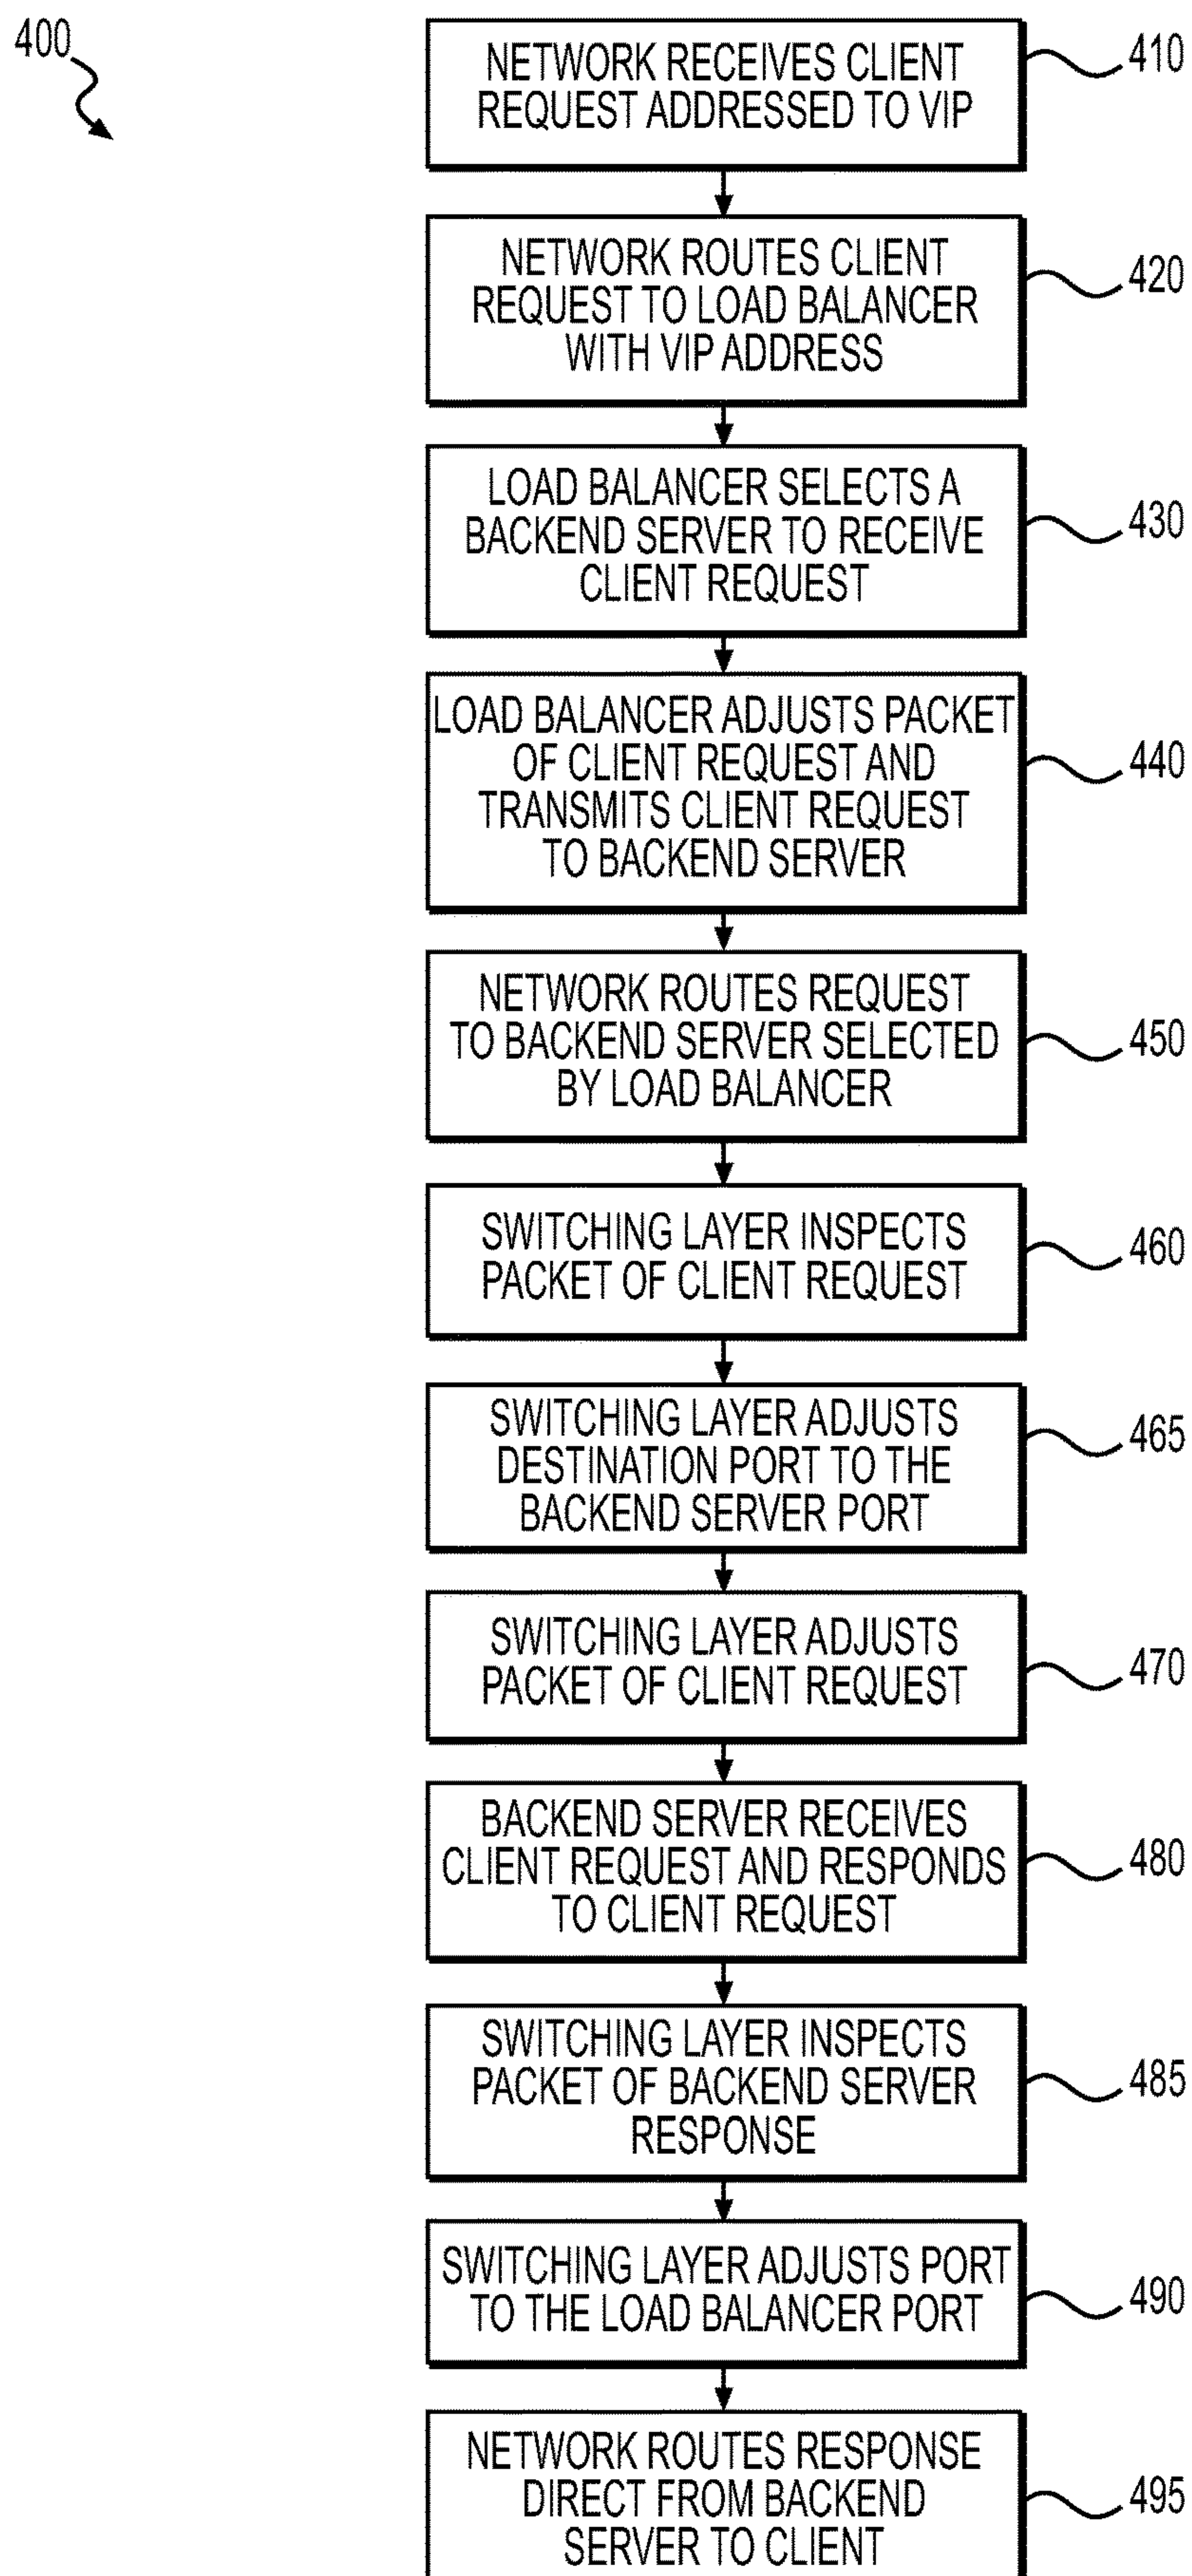 400
NETWORK RECEIVES CLIENT
REQUEST ADDRESSED TO VIP
410
NETWORK ROUTES CLIENT
REQUEST TO LOAD BALANCER
WITH VIP ADDRESS
420
LOAD BALANCER SELECTS A
BACKEND SERVER TO RECEIVE
CLIENT REQUEST
430
LOAD BALANCER ADJUSTS PACKET
OF CLIENT REQUEST AND
TRANSMITS CLIENT REQUEST
TO BACKEND SERVER
440
NETWORK ROUTES REQUEST
TO BACKEND SERVER SELECTED
BY LOAD BALANCER
450
SWITCHING LAYER INSPECTS
PACKET OF CLIENT REQUEST
460
SWITCHING LAYER ADJUSTS
DESTINATION PORT TO THE
BACKEND SERVER PORT
465
SWITCHING LAYER ADJUSTS
PACKET OF CLIENT REQUEST
470
BACKEND SERVER RECEIVES
CLIENT REQUEST AND RESPONDS
TO CLIENT REQUEST
480
SWITCHING LAYER INSPECTS
PACKET OF BACKEND SERVER
RESPONSE
485
SWITCHING LAYER ADJUSTS PORT
TO THE LOAD BALANCER PORT
490
NETWORK ROUTES RESPONSE
DIRECT FROM BACKEND
SERVER TO CLIENT
495